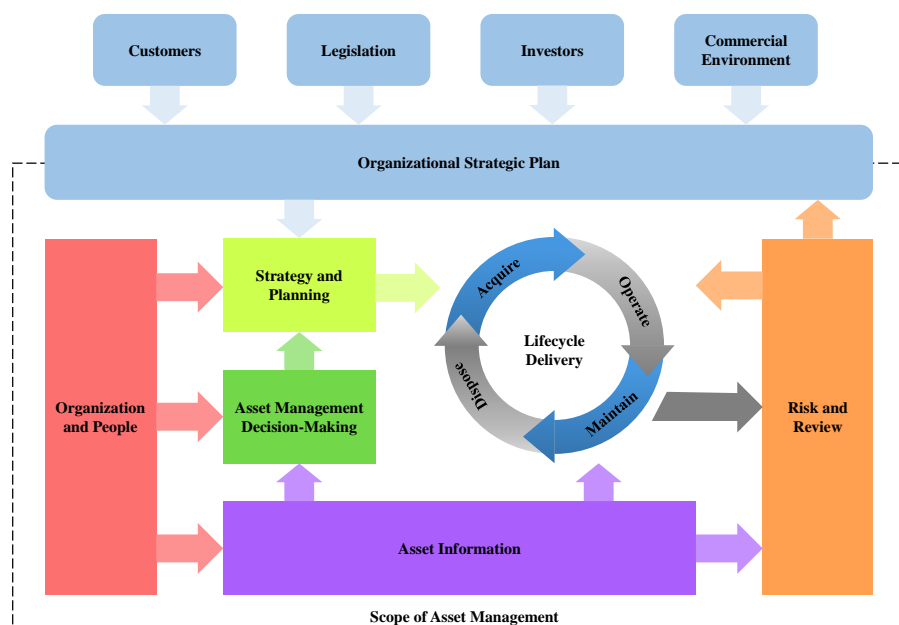 Customers
Legislation
Investors
Commercial
Environment
Organizational Strategic Plan
Strategy and
Planning
Acquire
Operate
Lifecycle
Delivery
Dispose
Maintain
Organization
and People
Asset Management
Decision-Making
Risk and
Review
Asset Information
Scope of Asset Management